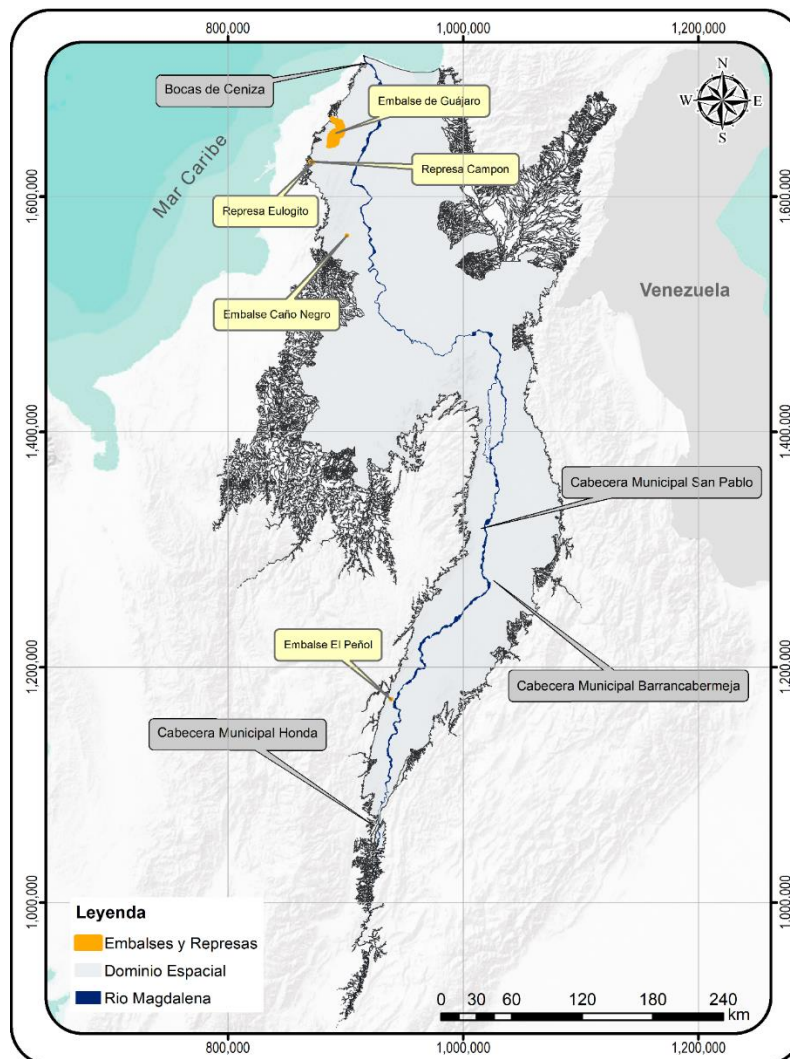 800,000
1,000,000
1,200,000
Bocas de Ceniza
N
W
E
S
Embalse de Guájaro
Mar Caribe
Represa Campon
1,600,000
1,600,000
Represa Eulogito
Venezuela
Embalse Caño Negro
1,400,000
1,400,000
Cabecera Municipal San Pablo
Embalse El Peñol
1,200,000
1,200,000
Cabecera Municipal Barrancabermeja
Cabecera Municipal Honda
1,000,000
1,000,000
Leyenda
Embalses y Represas
Dominio Espacial
Rio Magdalena
0 30 60 120 180 240
km
800,000
1,000,000
1,200,000